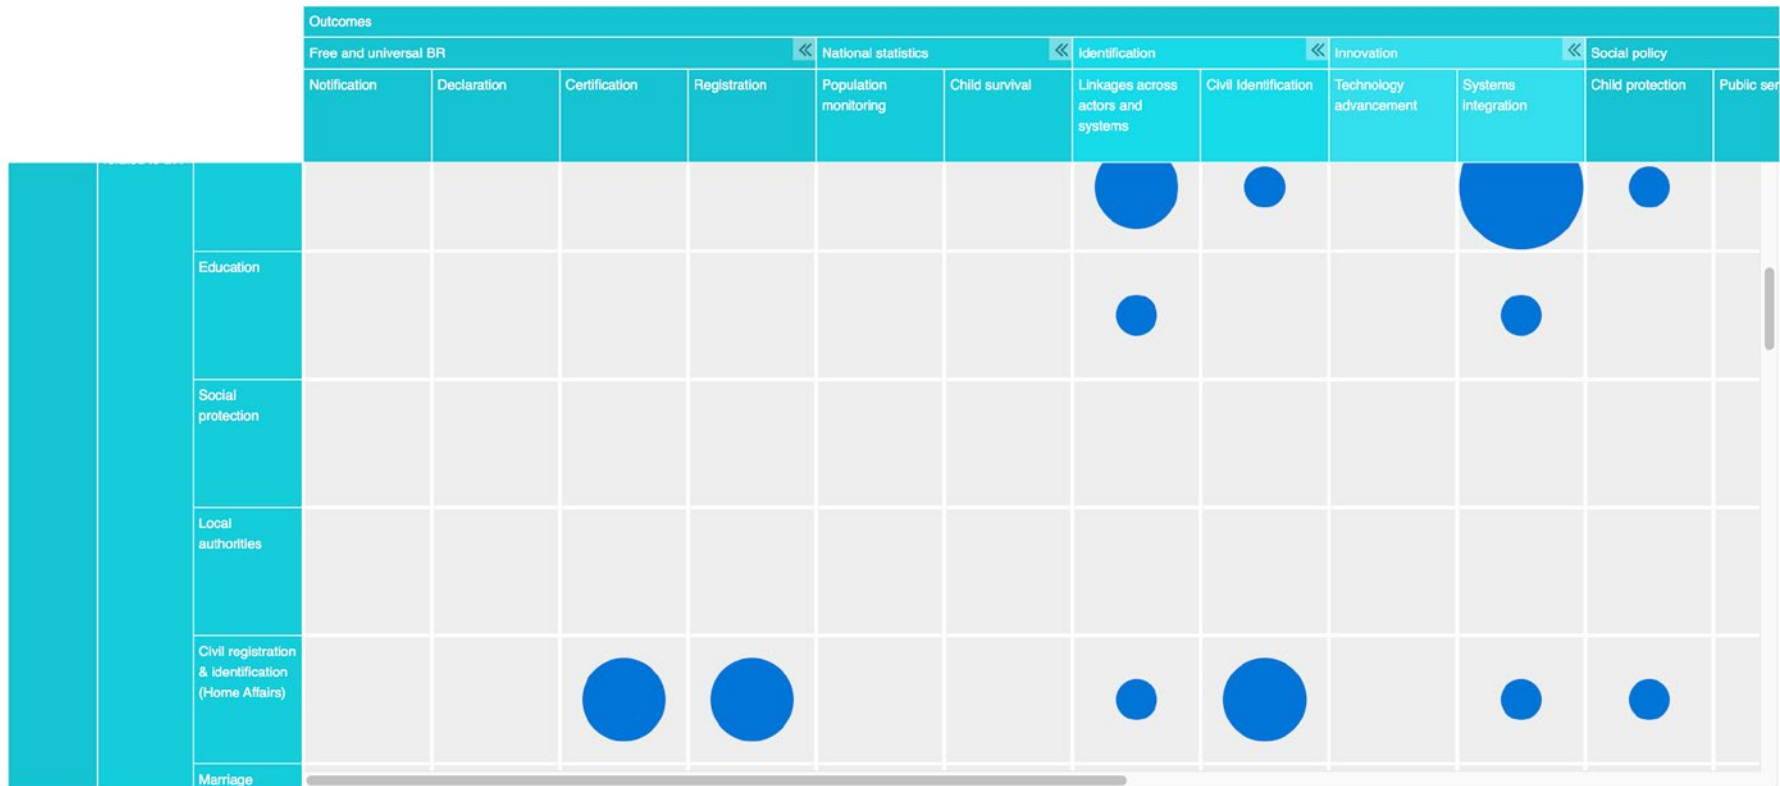 Outcomes
Free and universal BR
National statistics
Identification
Innovation
Social policy
Notification
Declaration
Certification
Registration
Population
monitoring
Child survival
Linkages across
actors and
systems
Civil Identification
Technology
advancement
Systems
integration
Child protection
Public ser
Education
Social
protection
Local
authorities
Civil registration
& identification
(Home Affairs)
Marriage